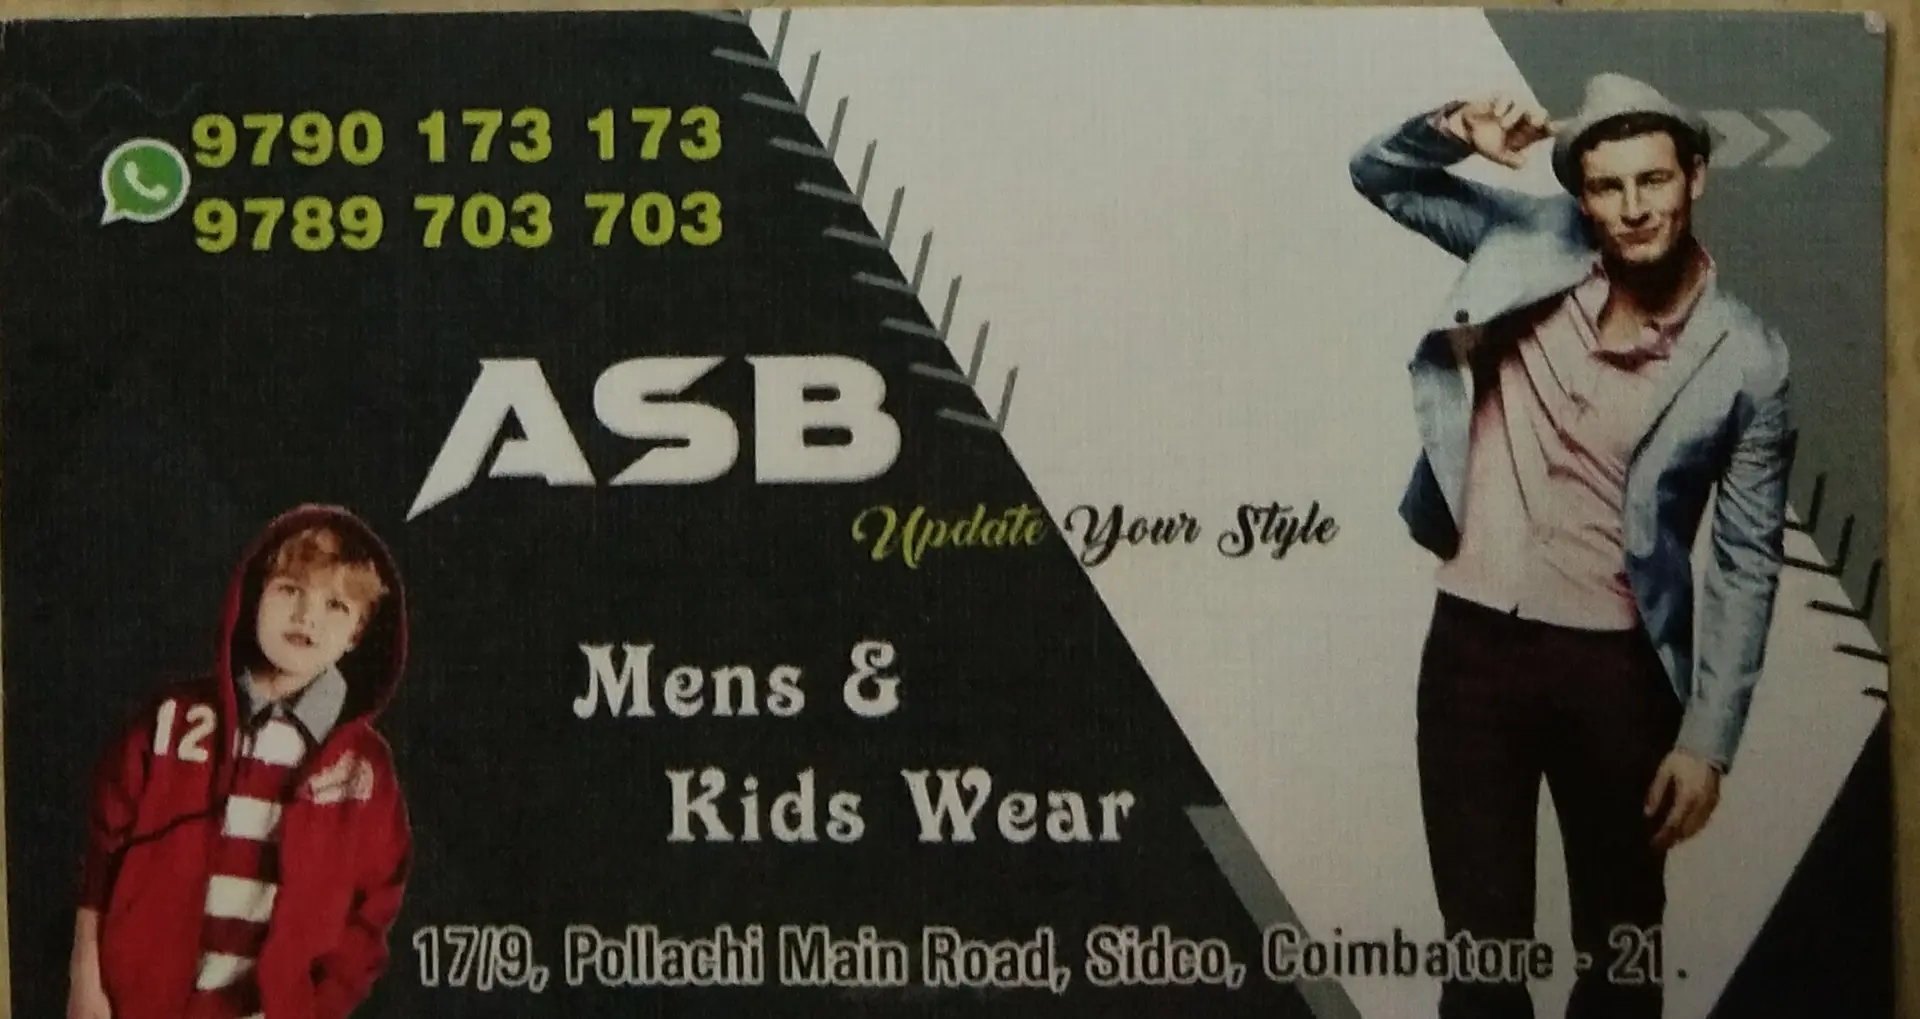 9790 173 173
9789 703 703
ASB
Update Your Style
Mens &
Kids Wear
12
17/9, Pollachi Main Road, Sidco, Coimbatore - 21.